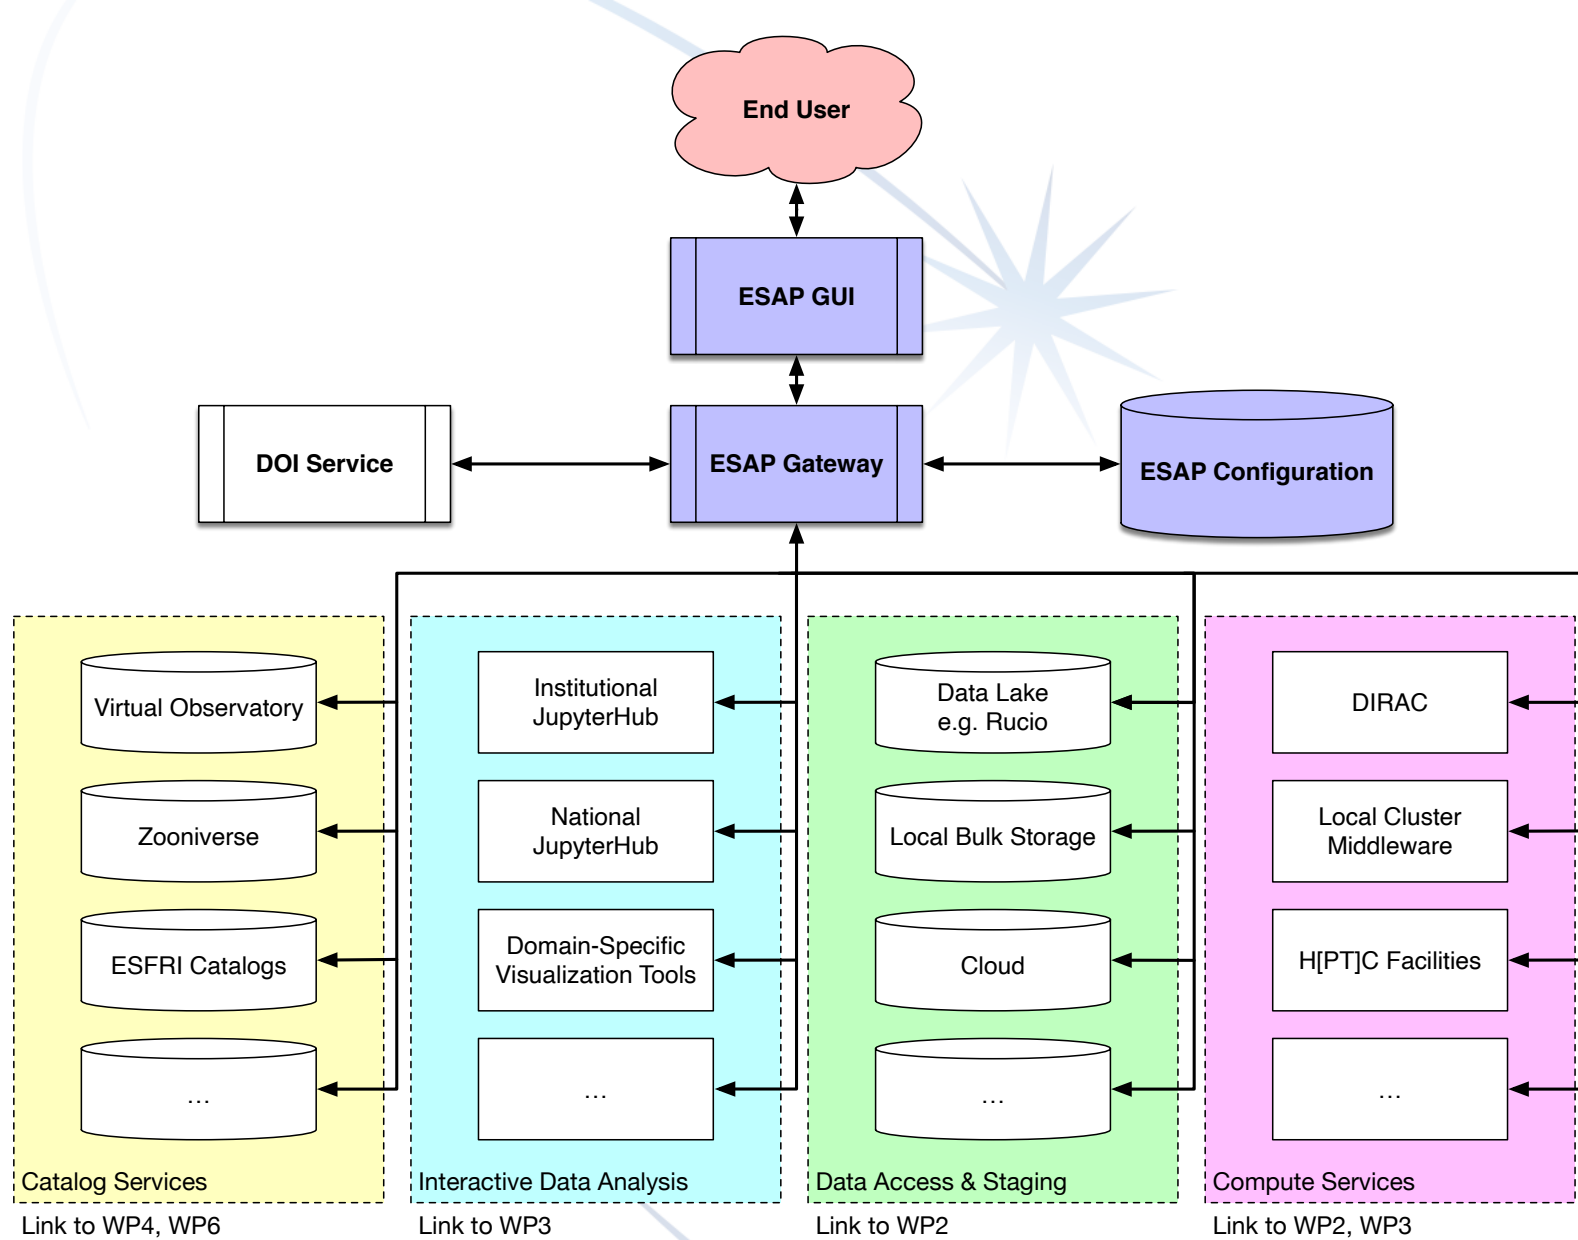 End User
ESAP GUI
DOI Service
ESAP Gateway
ESAP Configuration
Virtual Observatory
Zooniverse
ESFRI Catalogs
…
Catalog Services
Link to WP4, WP6
Institutional
JupyterHub
National
JupyterHub
Domain-Specific
Visualization Tools
…
Interactive Data Analysis
Link to WP3
Data Lake
e.g. Rucio
Local Bulk Storage
Cloud
…
Data Access & Staging
Link to WP2
DIRAC
Local Cluster
Middleware
H[PT]C Facilities
…
Compute Services
Link to WP2, WP3